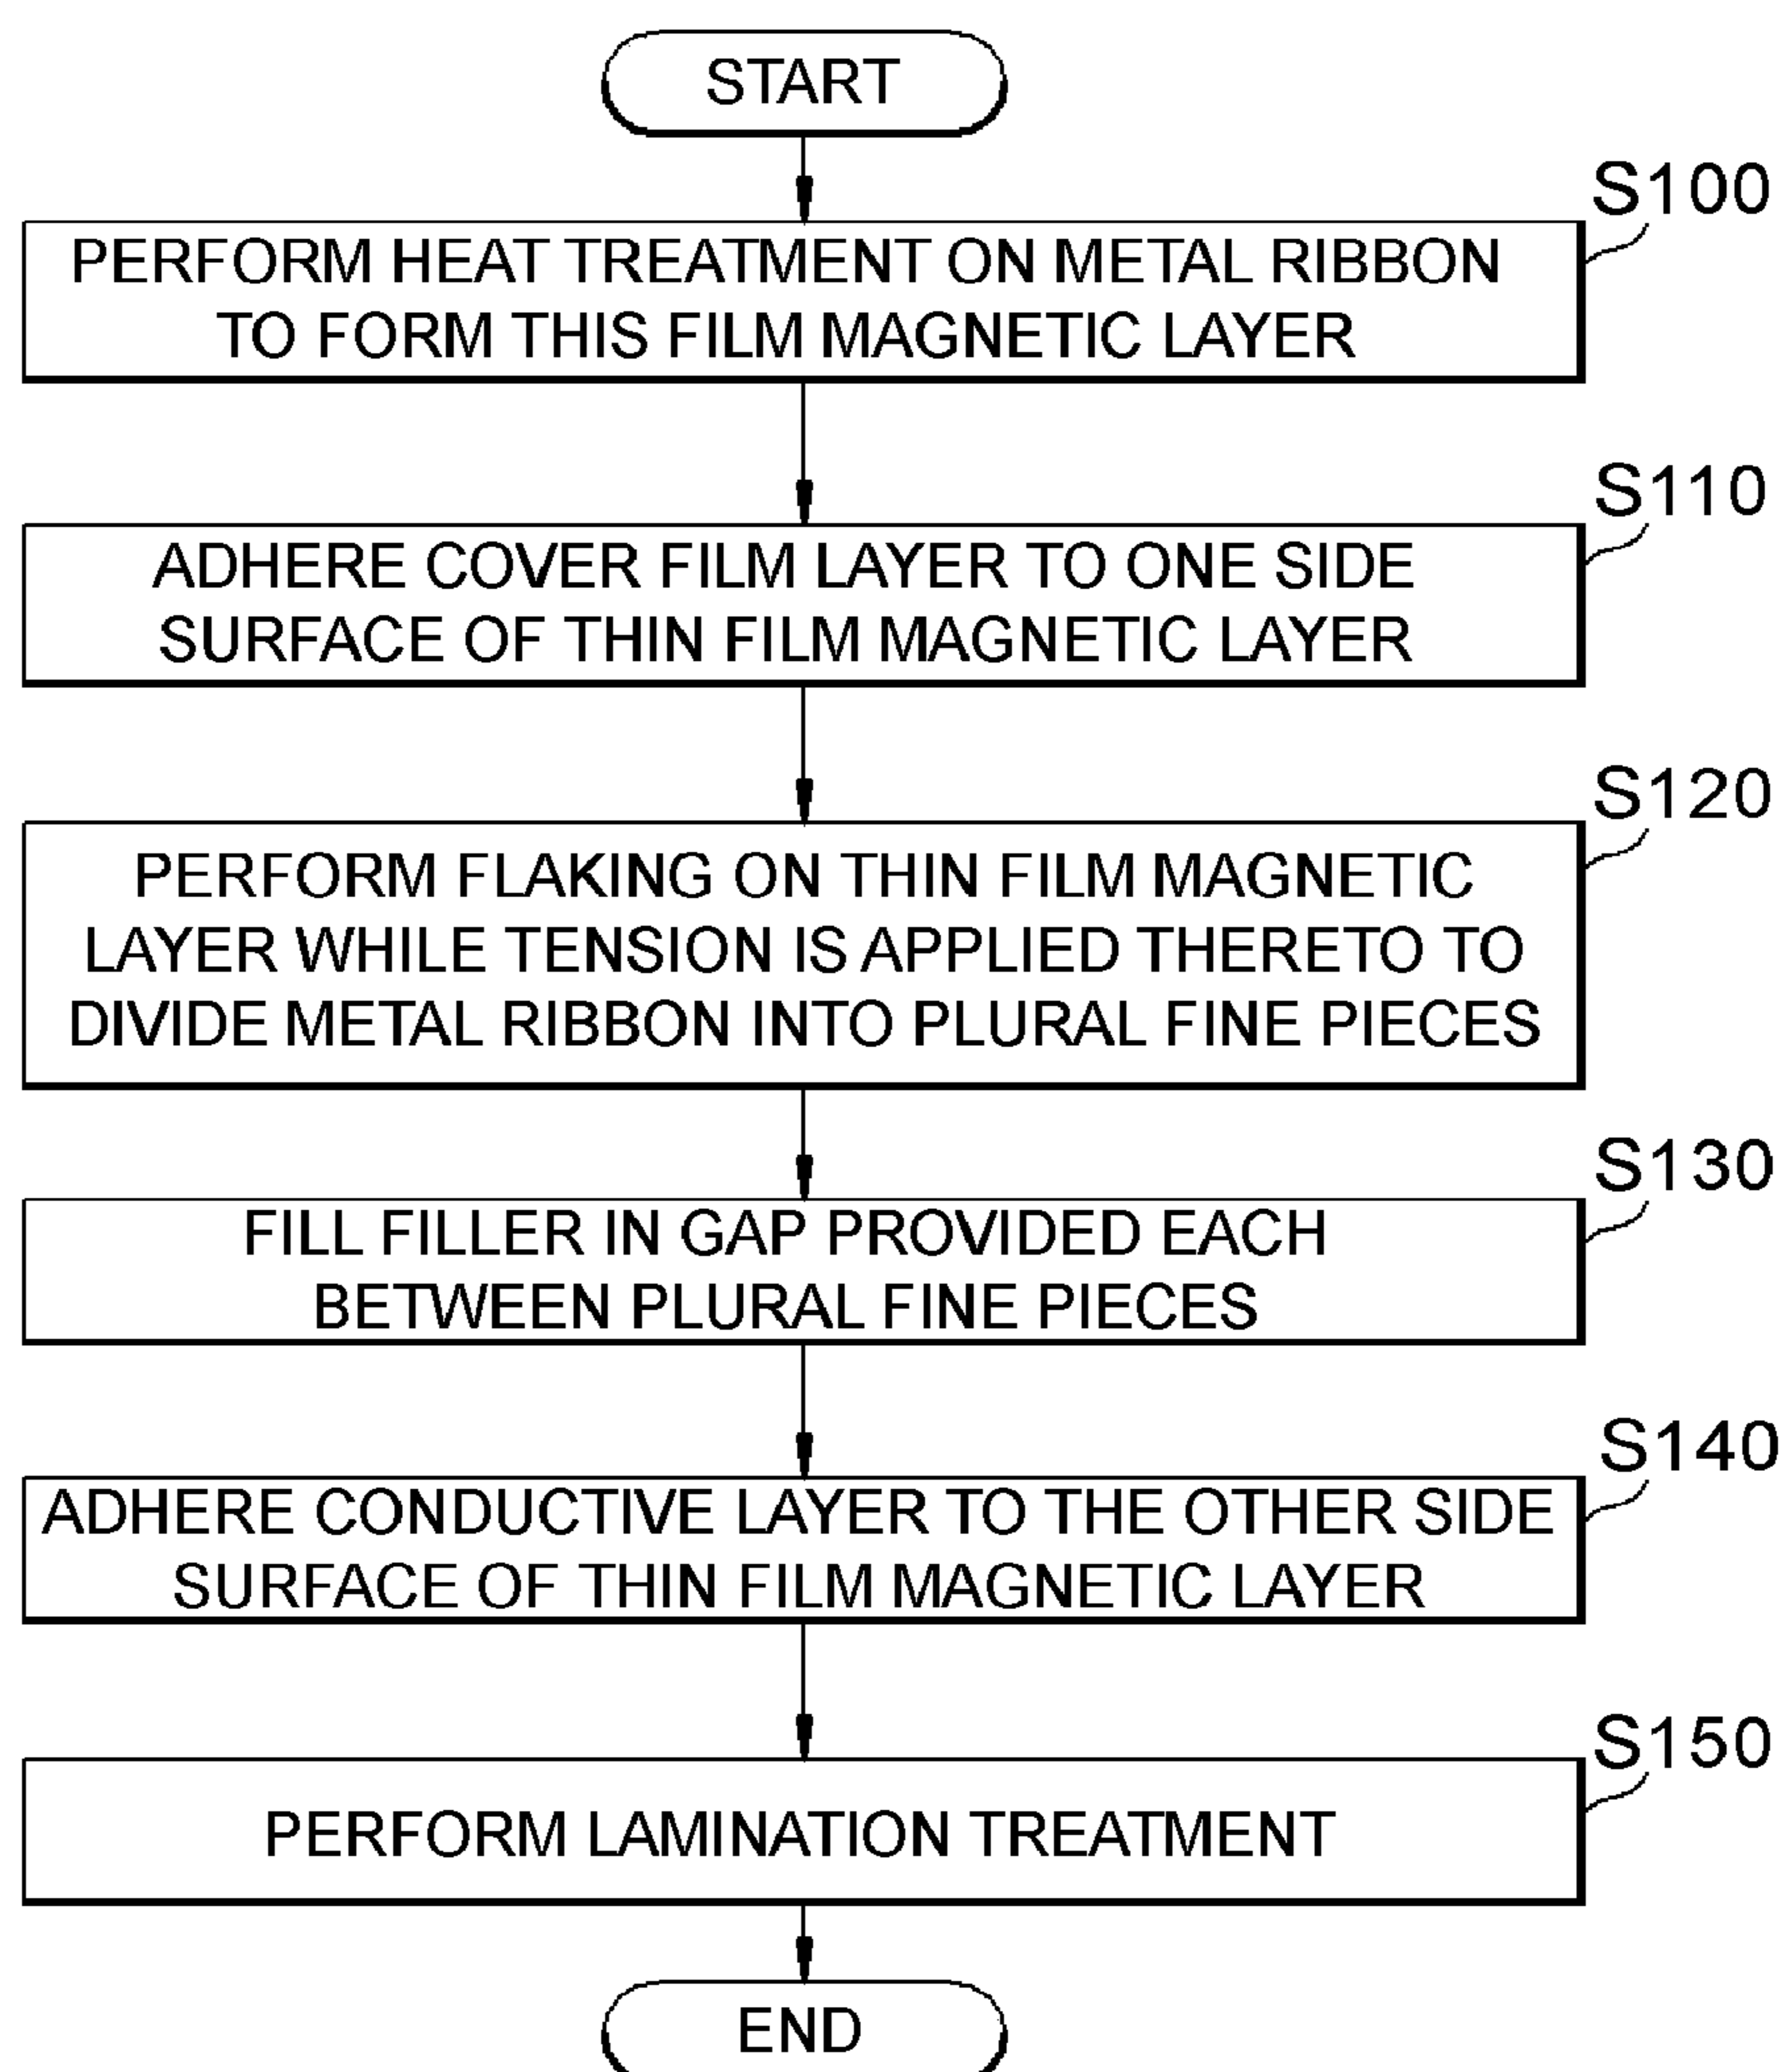 START
S100
PERFORM HEAT TREATMENT ON METAL RIBBON
TO FORM THIS FILM MAGNETIC LAYER
S110
ADHERE COVER FILM LAYER TO ONE SIDE
SURFACE OF THIN FILM MAGNETIC LAYER
S120
PERFORM FLAKING ON THIN FILM MAGNETIC
LAYER WHILE TENSION IS APPLIED THERETO TO
DIVIDE METAL RIBBON INTO PLURAL FINE PIECES
S130
FILL FILLER IN GAP PROVIDED EACH
BETWEEN PLURAL FINE PIECES
S140
ADHERE CONDUCTIVE LAYER TO THE OTHER SIDE
SURFACE OF THIN FILM MAGNETIC LAYER
S150
PERFORM LAMINATION TREATMENT
END